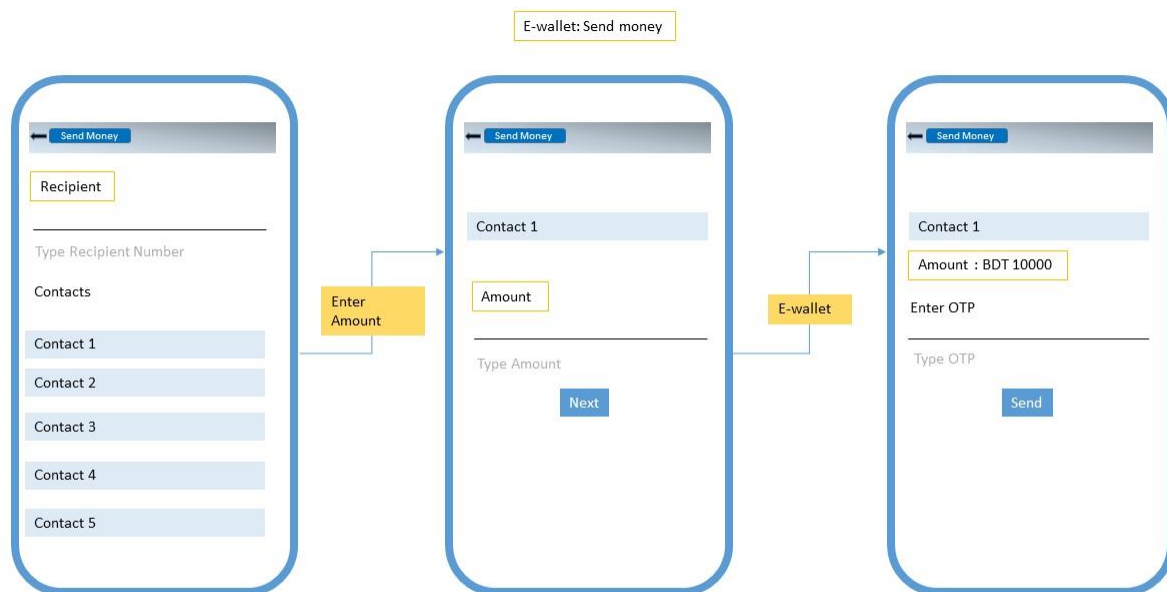 E-wallet: Send money
Send Money
Recipient
Type Recipient Number
Contacts
Contact 1
Contact 2
Contact 3
Contact 4
Contact 5
Enter
Amount
Send Money
Contact 1
Amount
Type Amount
Next
E-wallet
Send Money
Contact 1
Amount : BDT 10000
Enter OTP
Type OTP
Send